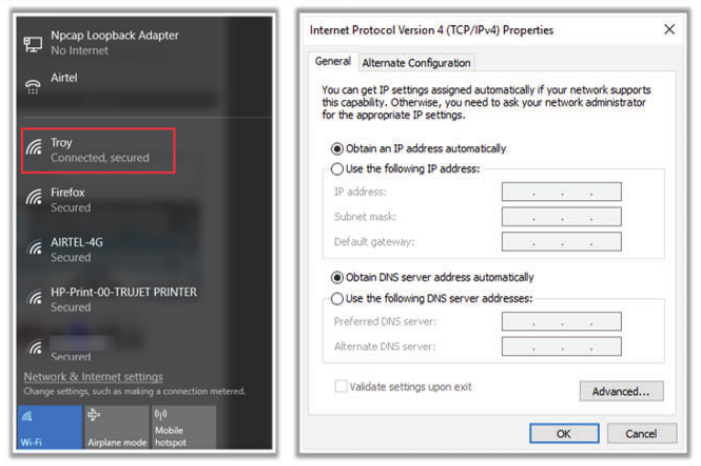 Npcap Loopback Adapter
No Internet
Airtel
Troy
Connected, secured
Firefox
Secured
AIRTEL-4G
Secured
HP-Print-00-TRUJET PRINTER
Secured
Secured
Network & Internet settings
Change settings, such as making a connection metered.
Wi-Fi
Airplane mode
Mobile
hotspot
Internet Protocol Version 4 (TCP/IPv4) Properties
General
Alternate Configuration
You can get IP settings assigned automatically if your network supports
this capability. Otherwise, you need to ask your network administrator
for the appropriate IP settings.
Obtain an IP address automatically
Use the following IP address:
IP address:
Subnet mask:
Default gateway:
Obtain DNS server address automatically
Use the following DNS server addresses:
Preferred DNS server:
Alternate DNS server:
Validate settings upon exit
Advanced...
OK
Cancel